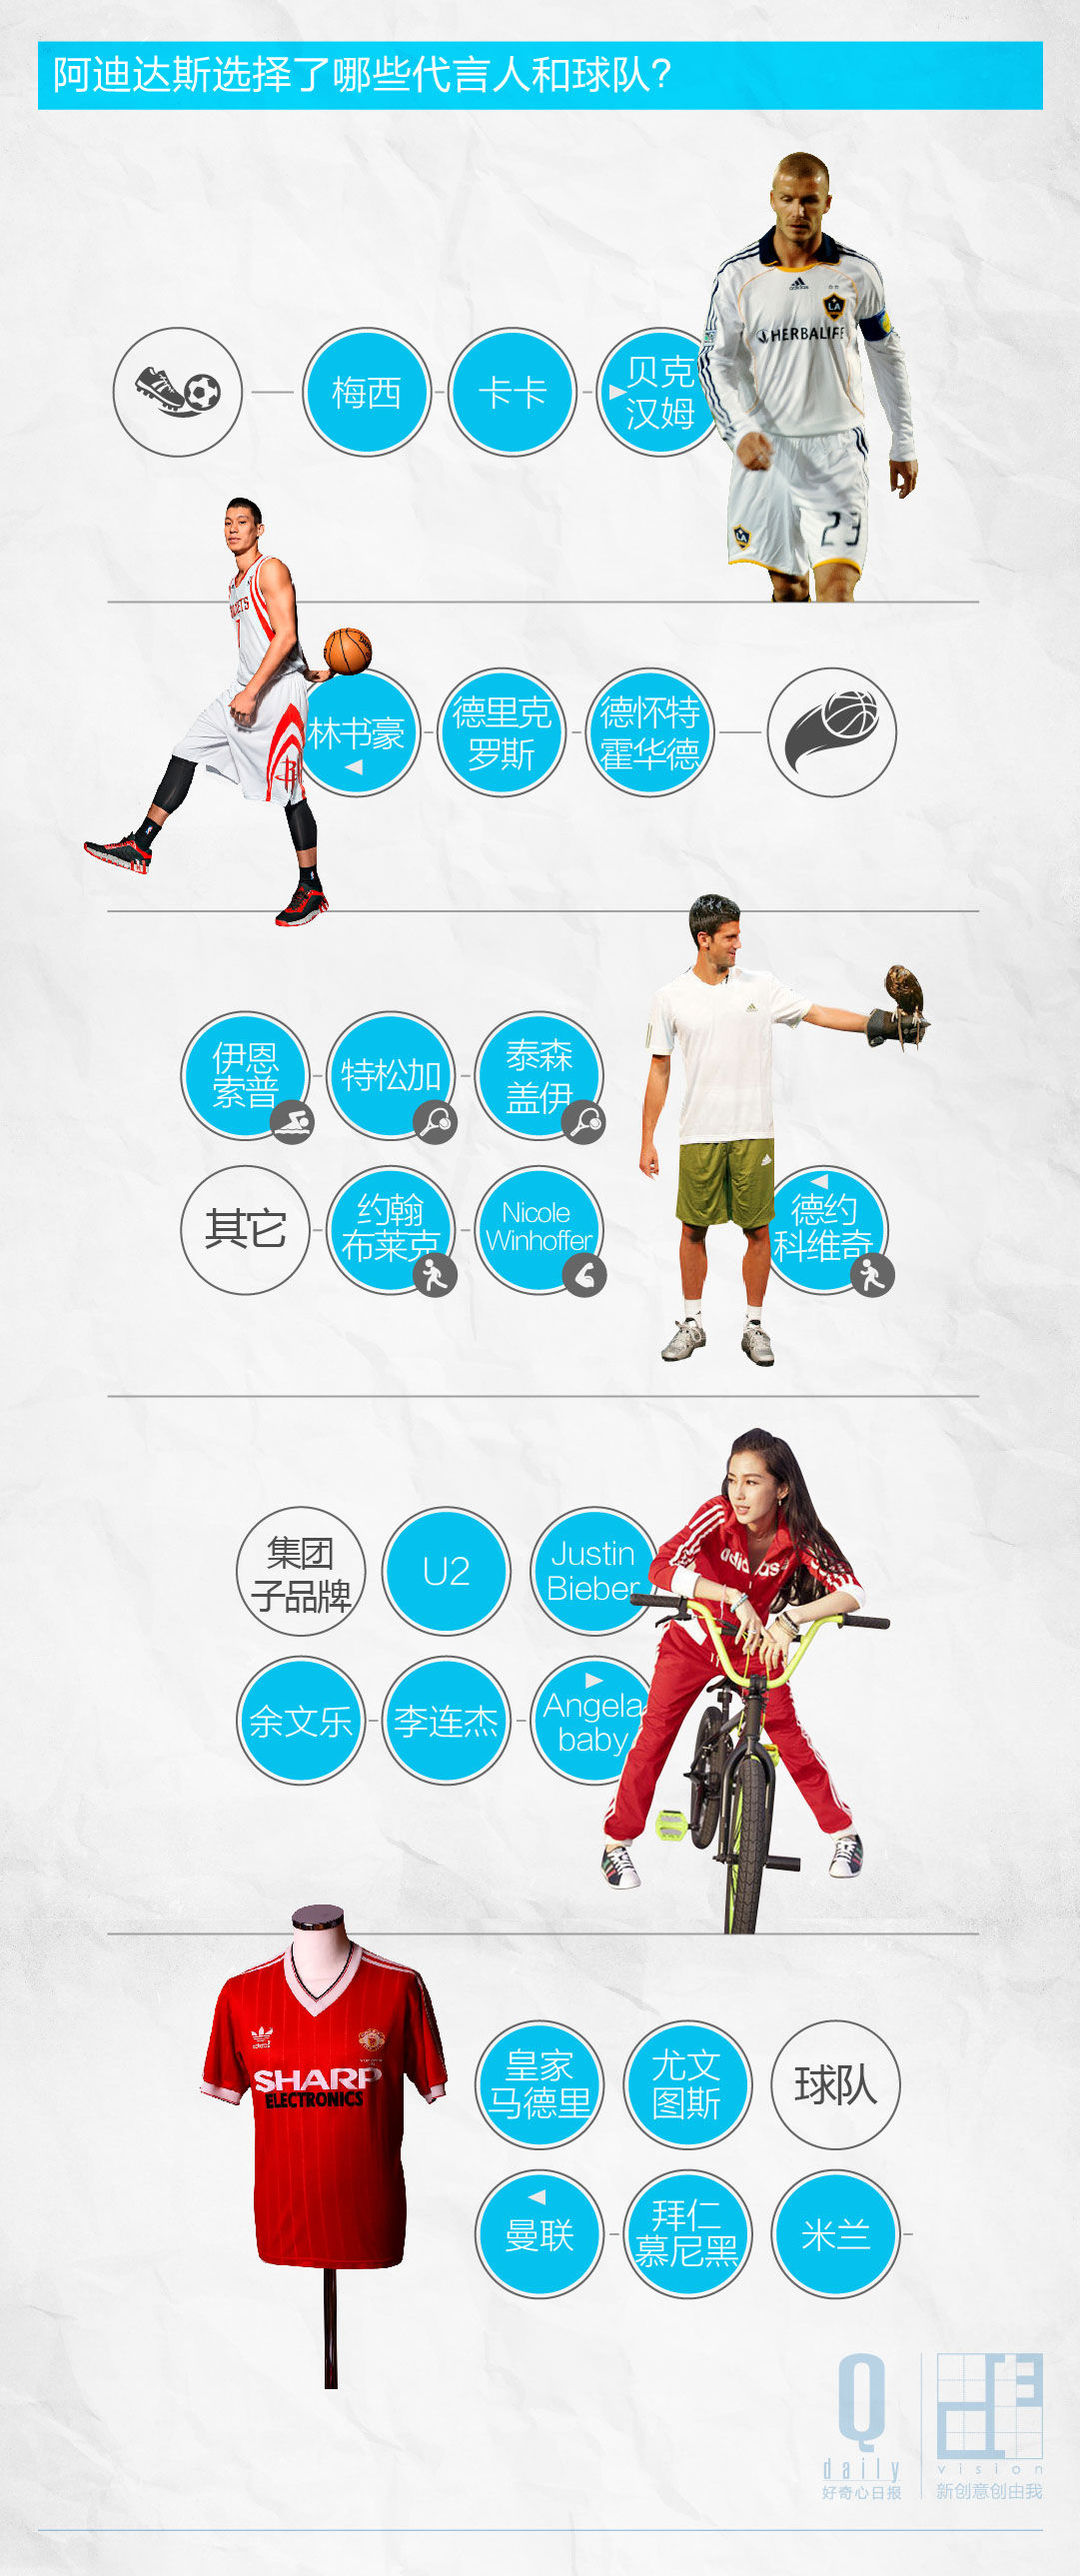 阿迪达斯选择了哪些代言人和球队?
adidas
LA
HERBALIFE
23
LA
梅西
卡卡
贝克
汉姆
林书豪
德里克
罗斯
德怀特
霍华德
伊恩
索普
特松加
泰森
盖伊
其它
约翰
布莱克
Nicole
Winhoffer
德约
科维奇
集团
子品牌
U2
Justin
Bieber
adidas
余文乐
李连杰
Angela
baby
SHARP
ELECTRONICS
皇家
马德里
尤文
图斯
球队
曼联
拜仁
慕尼黑
米兰
Q
daily
好奇心日报
vision
新创意创由我